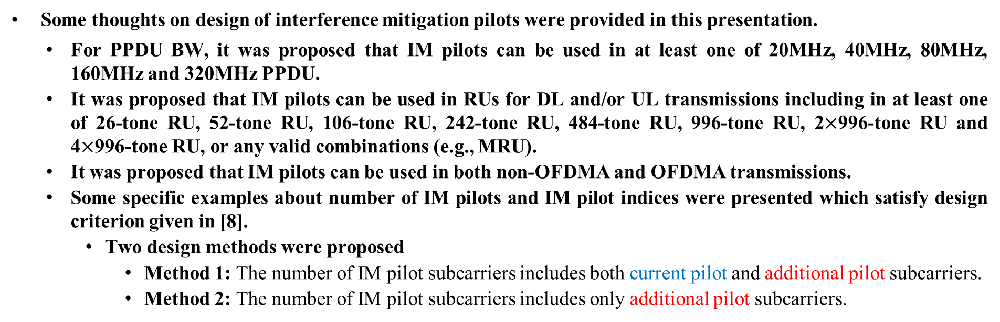 • Some thoughts on design of interference mitigation pilots were provided in this presentation.
• For PPDU BW, it was proposed that IM pilots can be used in at least one of 20MHz, 40MHz, 80MHz,
160MHz and 320MHz PPDU.
• It was proposed that IM pilots can be used in RUs for DL and/or UL transmissions including in at least one
of 26-tone RU, 52-tone RU, 106-tone RU, 242-tone RU, 484-tone RU, 996-tone RU, 2×996-tone RU and
4×996-tone RU, or any valid combinations (e.g., MRU).
• It was proposed that IM pilots can be used in both non-OFDMA and OFDMA transmissions.
• Some specific examples about number of IM pilots and IM pilot indices were presented which satisfy design
criterion given in [8].
• Two design methods were proposed
• Method 1: The number of IM pilot subcarriers includes both current pilot and additional pilot subcarriers.
• Method 2: The number of IM pilot subcarriers includes only additional pilot subcarriers.